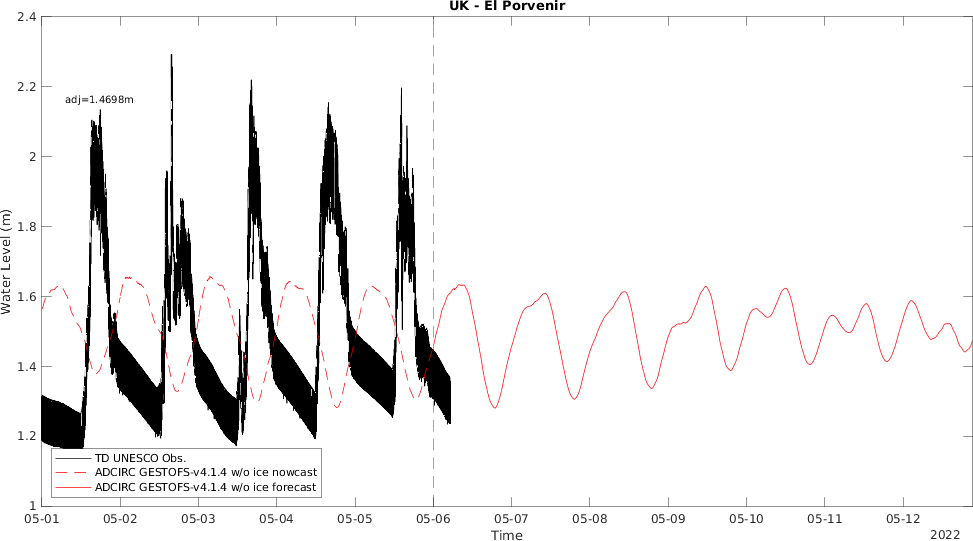 UK - El Porvenir
2.4
2.2
2
1.8
1.6
1.4
1.2
1
Water Level (m)
adj=1.4698m
TD UNESCO Obs.
ADCIRC GESTOFS-v4.1.4 w/o ice nowcast
ADCIRC GESTOFS-v4.1.4 w/o ice forecast
05-01 05-02 05-03 05-04 05-05 05-06 05-07 05-08 05-09 05-10 05-11 05-12
Time
2022